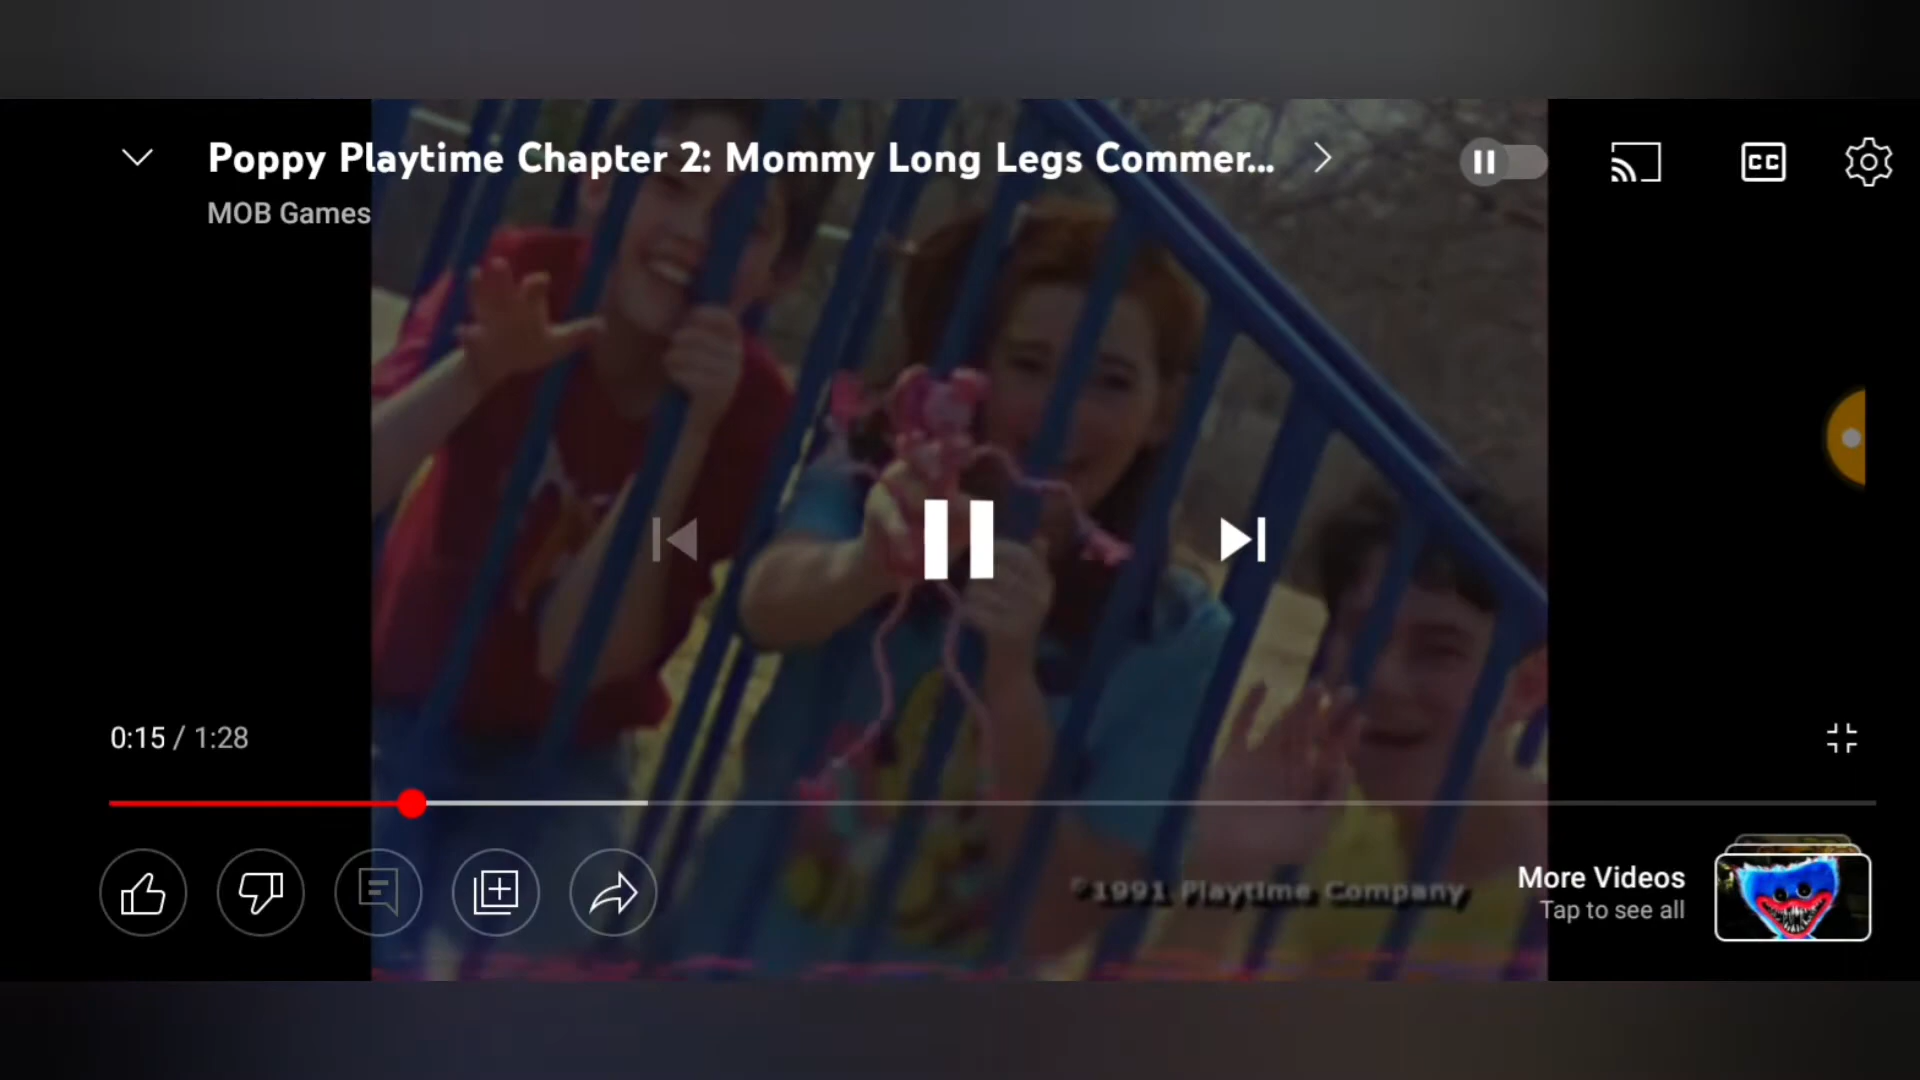 Poppy Playtime Chapter 2: Mommy Long Legs Commer...
MOB Games
CC
0:15 / 1:28
©1991 Playtime Company
More Videos
Tap to see all